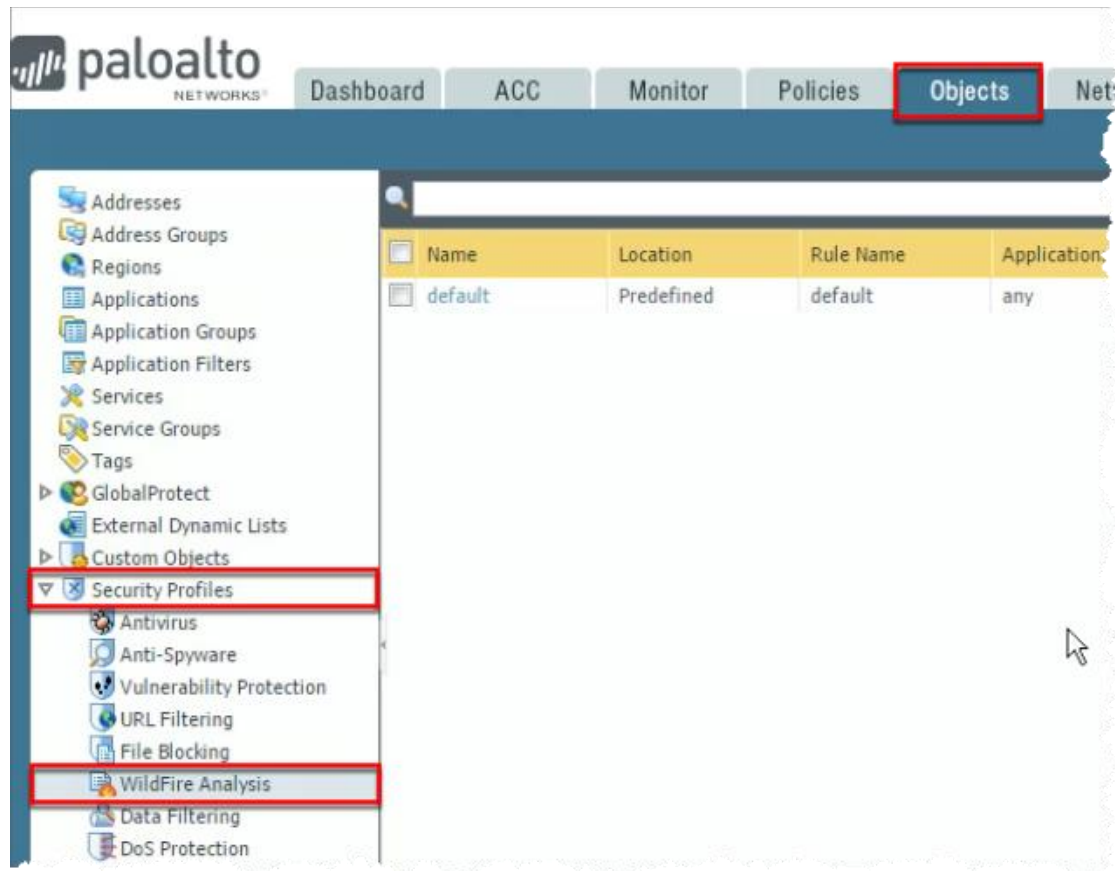 paloalto
NETWORKS®
Dashboard ACC Monitor Policies Objects Net
Name Location Rule Name Application
default Predefined default any
Addresses
Address Groups
Regions
Applications
Application Groups
Application Filters
Services
Service Groups
Tags
GlobalProtect
External Dynamic Lists
Custom Objects
Security Profiles
Antivirus
Anti-Spyware
Vulnerability Protection
URL Filtering
File Blocking
WildFire Analysis
Data Filtering
DoS Protection